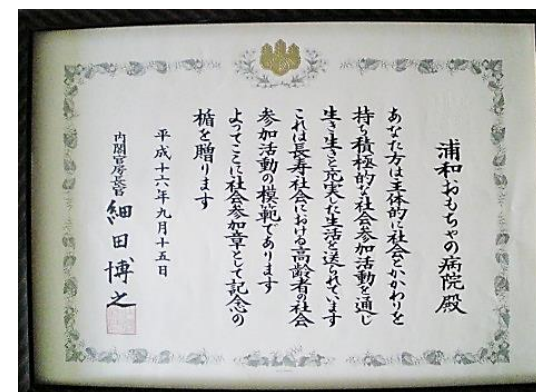 浦和おもちゃの病院殿
あなた方は主体的に社会とかかわりを
持ち積極的な社会参加活動を通じ
生き生きと充実した生活を送られています
これは長寿社会における高齢者の社会
参加活動の模範であります
よってここに社会参加章として記念の
楯を贈ります
平成十六年九月十五日
内閣官房長官 細田博之